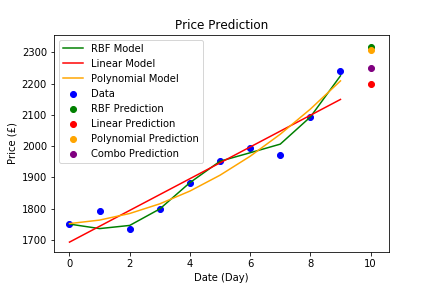 Price Prediction
Price (£)
2300
2200
2100
2000
1900
1800
1700
RBF Model
Linear Model
Polynomial Model
Data
RBF Prediction
Linear Prediction
Polynomial Prediction
Combo Prediction
0 2 4 6 8 10
Date (Day)